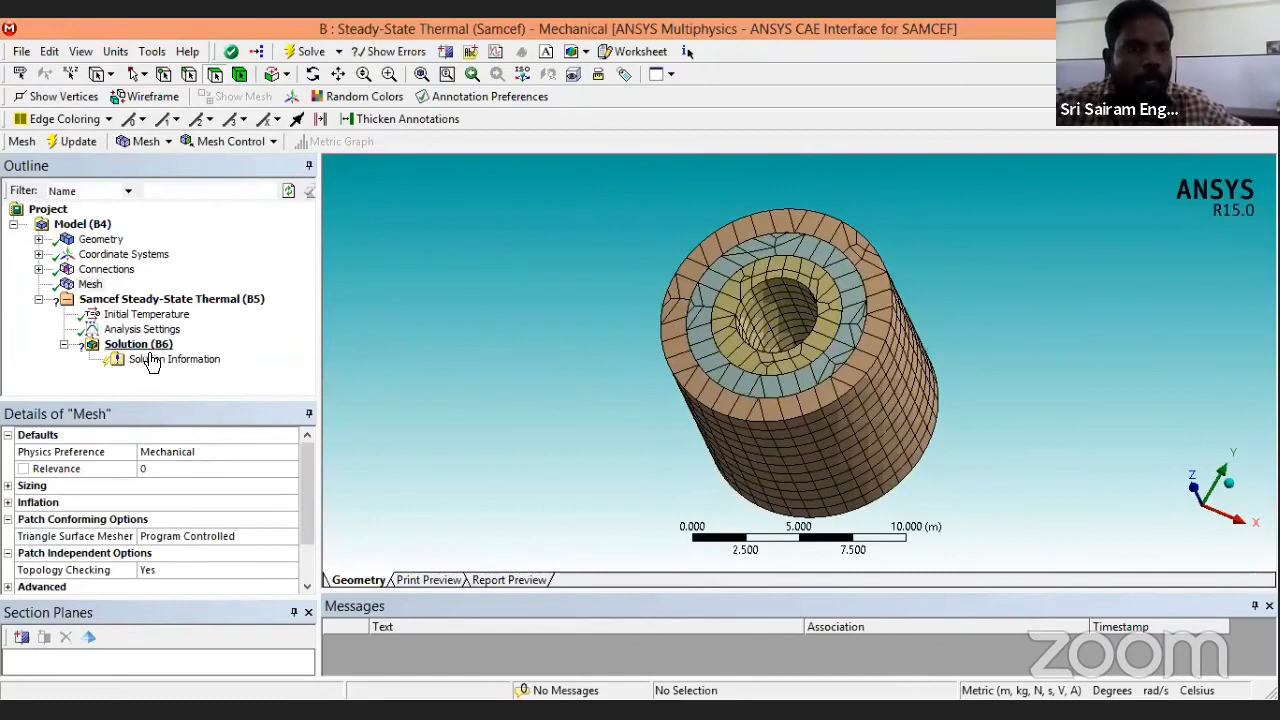 B : Steady-State Thermal (Samcef) - Mechanical [ANSYS Multiphysics - ANSYS CAE Interface for SAMCEF]
File Edit View Units Tools Help Solve ?/ Show Errors A Worksheet i
Show Vertices Wireframe Show Mesh Random Colors Annotation Preferences
Edge Coloring Thicken Annotations
Mesh Update Mesh Mesh Control Metric Graph
Sri Sairam Eng...
Outline
Filter: Name
Project
Model (B4)
Geometry
Coordinate Systems
Connections
Mesh
Samcef Steady-State Thermal (B5)
Initial Temperature
Analysis Settings
Solution (B6)
Solution Information
Details of "Mesh"
Defaults
Physics Preference Mechanical
Relevance 0
Sizing
Inflation
Patch Conforming Options
Triangle Surface Mesher Program Controlled
Patch Independent Options
Topology Checking Yes
Advanced
Section Planes
ANSYS
R15.0
Y
Z
X
0.000 5.000 10.000 (m)
2.500 7.500
Geometry Print Preview Report Preview
Messages
Text Association Timestamp
zoom
0 No Messages No Selection Metric (m, kg, N, s, V, A) Degrees rad/s Celsius